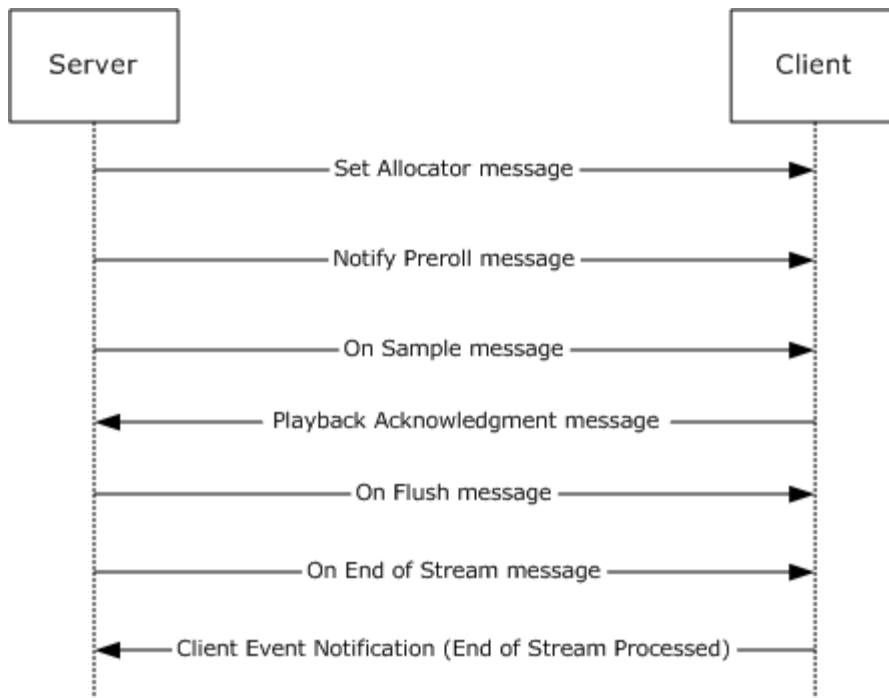 Server
Client
Set Allocator message
Notify Preroll message
On Sample message
Playback Acknowledgment message
On Flush message
On End of Stream message
Client Event Notification (End of Stream Processed)